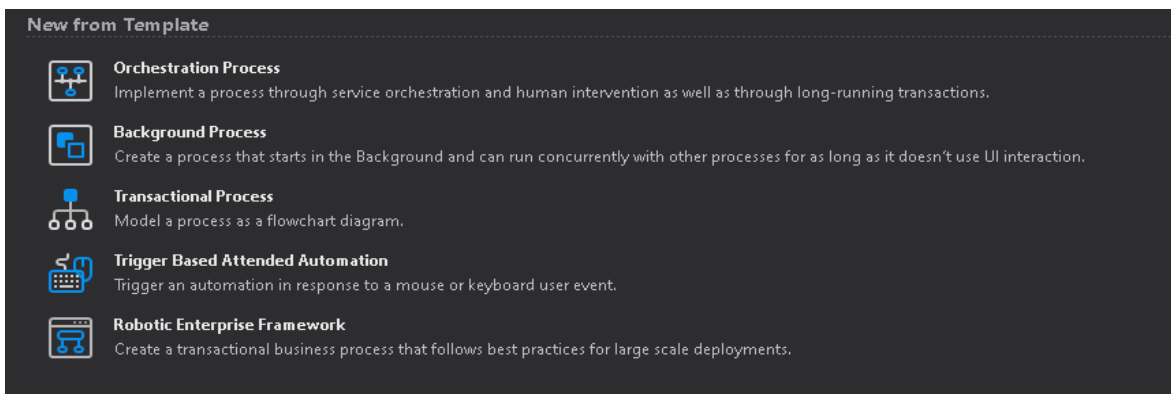 New from Template
Orchestration Process
Implement a process through service orchestration and human intervention as well as through long-running transactions.
Background Process
Create a process that starts in the Background and can run concurrently with other processes for as long as it doesn't use UI interaction.
Transactional Process
Model a process as a flowchart diagram.
Trigger Based Attended Automation
Trigger an automation in response to a mouse or keyboard user event.
Robotic Enterprise Framework
Create a transactional business process that follows best practices for large scale deployments.